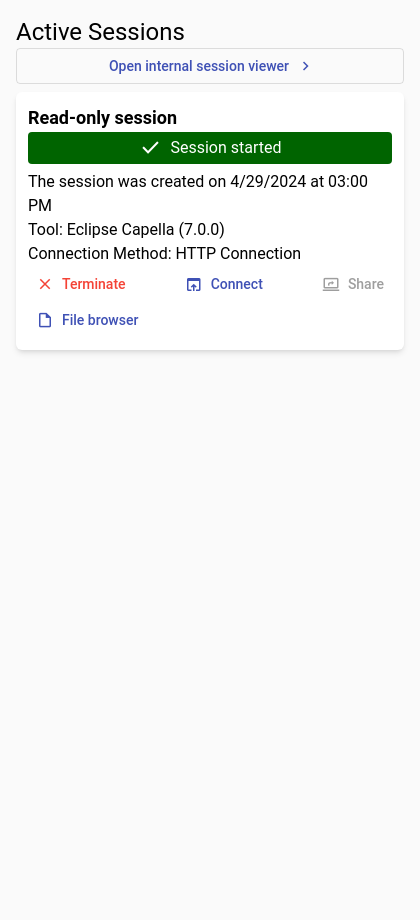 Active Sessions
Open internal session viewer
Read-only session
Session started
The session was created on 4/29/2024 at 03:00
PM
Tool: Eclipse Capella (7.0.0)
Connection Method: HTTP Connection
Terminate
Connect
Share
File browser